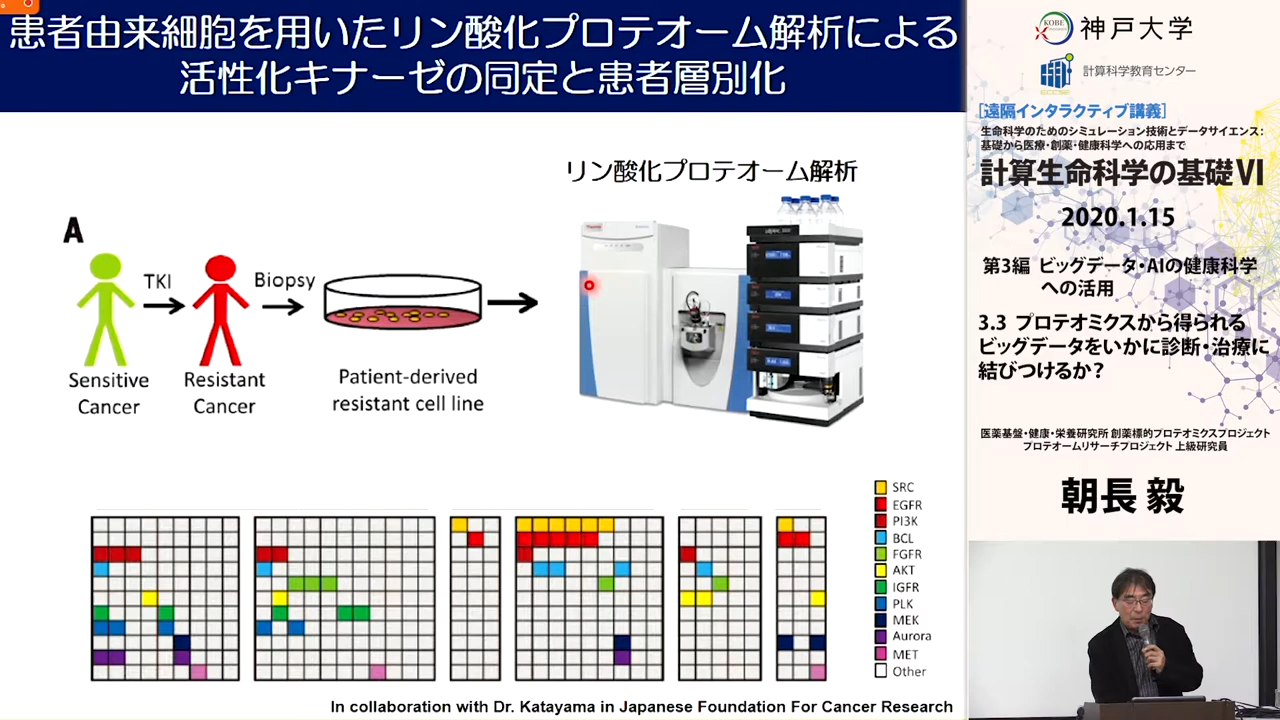 患者由来細胞を用いたリン酸化プロテオーム解析による
活性化キナーゼの同定と患者層別化
リン酸化プロテオーム解析
A
TKI
Biopsy
Sensitive
Cancer
Resistant
Cancer
Patient-derived
resistant cell line
SRC
EGFR
PI3K
BCL
FGFR
AKT
IGFR
PLK
MEK
Aurora
MET
Other
In collaboration with Dr. Katayama in Japanese Foundation For Cancer Research
神戸大学
計算科学教育センター
[遠隔インタラクティブ講義]
生命科学のためのシミュレーション技術とデータサイエンス:
基礎から医療・創薬・健康科学への応用まで
計算生命科学の基礎Ⅵ
2020.1.15
第3編 ビッグデータ・AIの健康科学
への活用
3.3 プロテオミクスから得られる
ビッグデータをいかに診断・治療に
結びつけるか?
医薬基盤・健康・栄養研究所 創薬標的プロテオミクスプロジェクト
プロテオームリサーチプロジェクト 上級研究員
朝長 毅